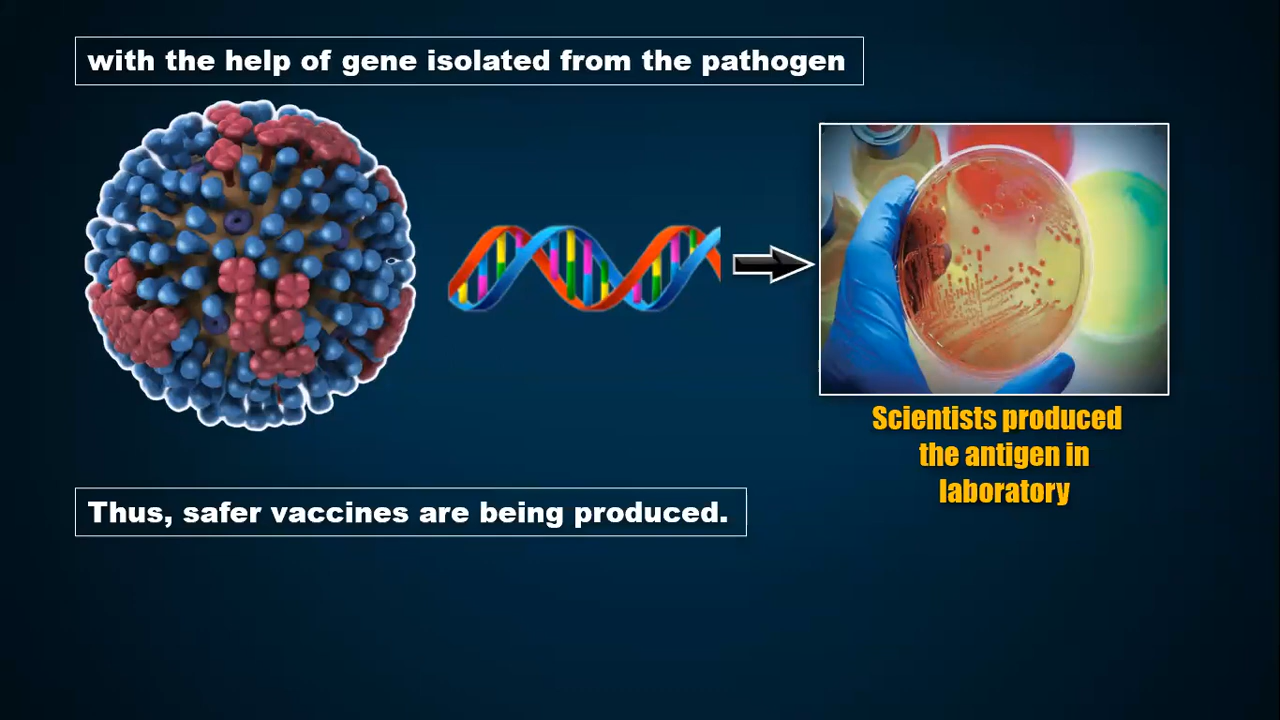 with the help of gene isolated from the pathogen
Scientists produced
the antigen in
laboratory
Thus, safer vaccines are being produced.